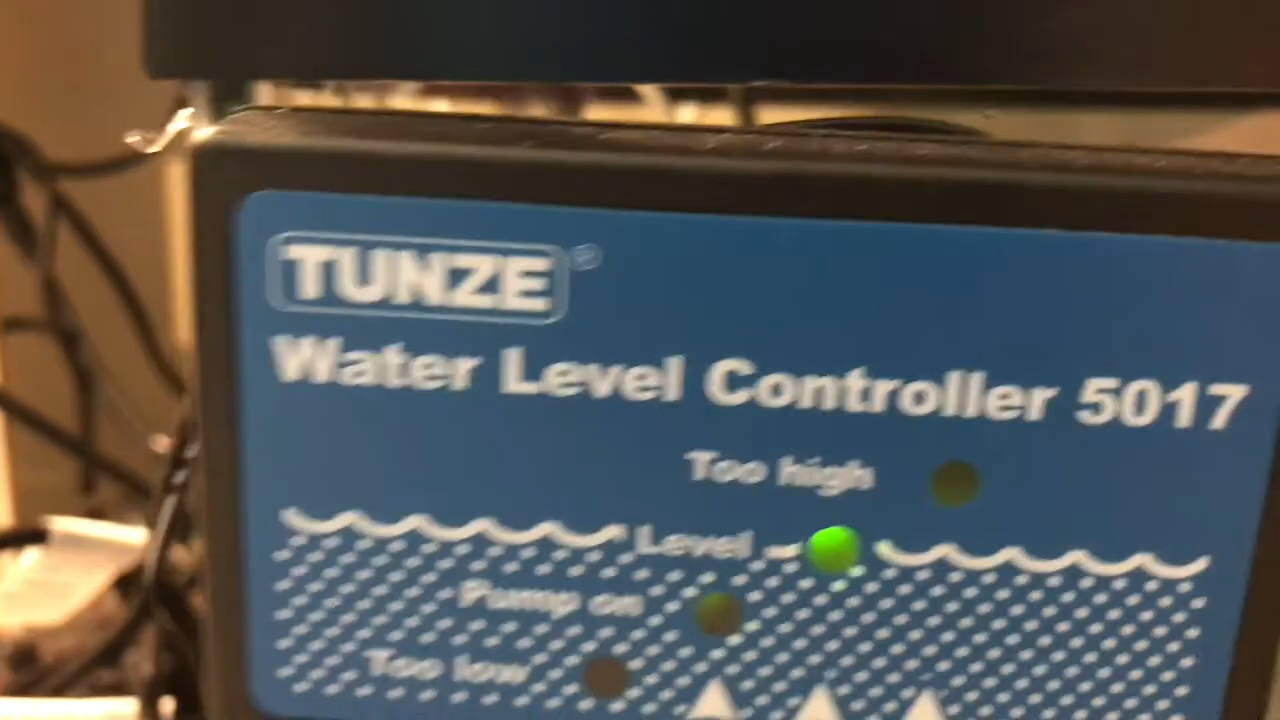 TUNZE®
Water Level Controller 5017
Too high
Level
Pump on
Too low